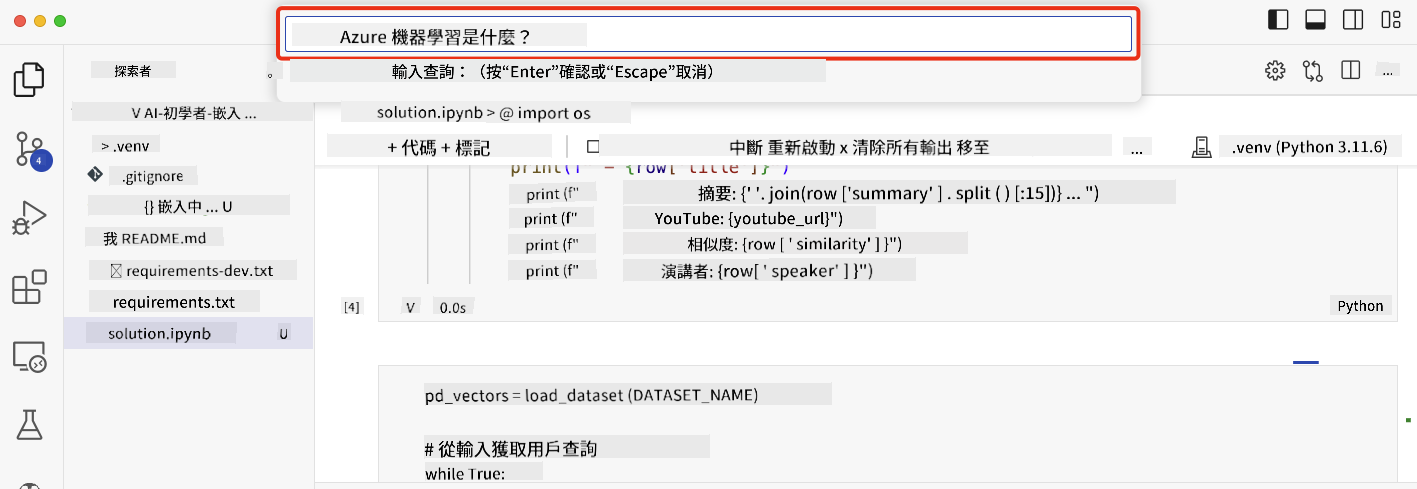 Azure 機器學習是什麼？
輸入查詢：（按“Enter”確認或“Escape”取消）
探索者
。
V AI-初學者-嵌入 ...
> .venv
.gitignore
{} 嵌入中 ... U
我 README.md
requirements-dev.txt
requirements.txt
solution.ipynb U
4
...
solution.ipynb > @ import os
+ 代碼 + 標記
中斷 重新啟動 x 清除所有輸出 移至
...
.venv (Python 3.11.6)
print(f" = {row[ title ]}")
print (f" 摘要: {' '. join(row ['summary' ] . split ( ) [:15])} ... ")
print (f" YouTube: {youtube_url}")
print (f" 相似度: {row [ ' similarity' ] }")
print (f" 演講者: {row[ ' speaker' ] }")
[4] V 0.0s Python
pd_vectors = load_dataset (DATASET_NAME)
# 從輸入獲取用戶查詢
while True: